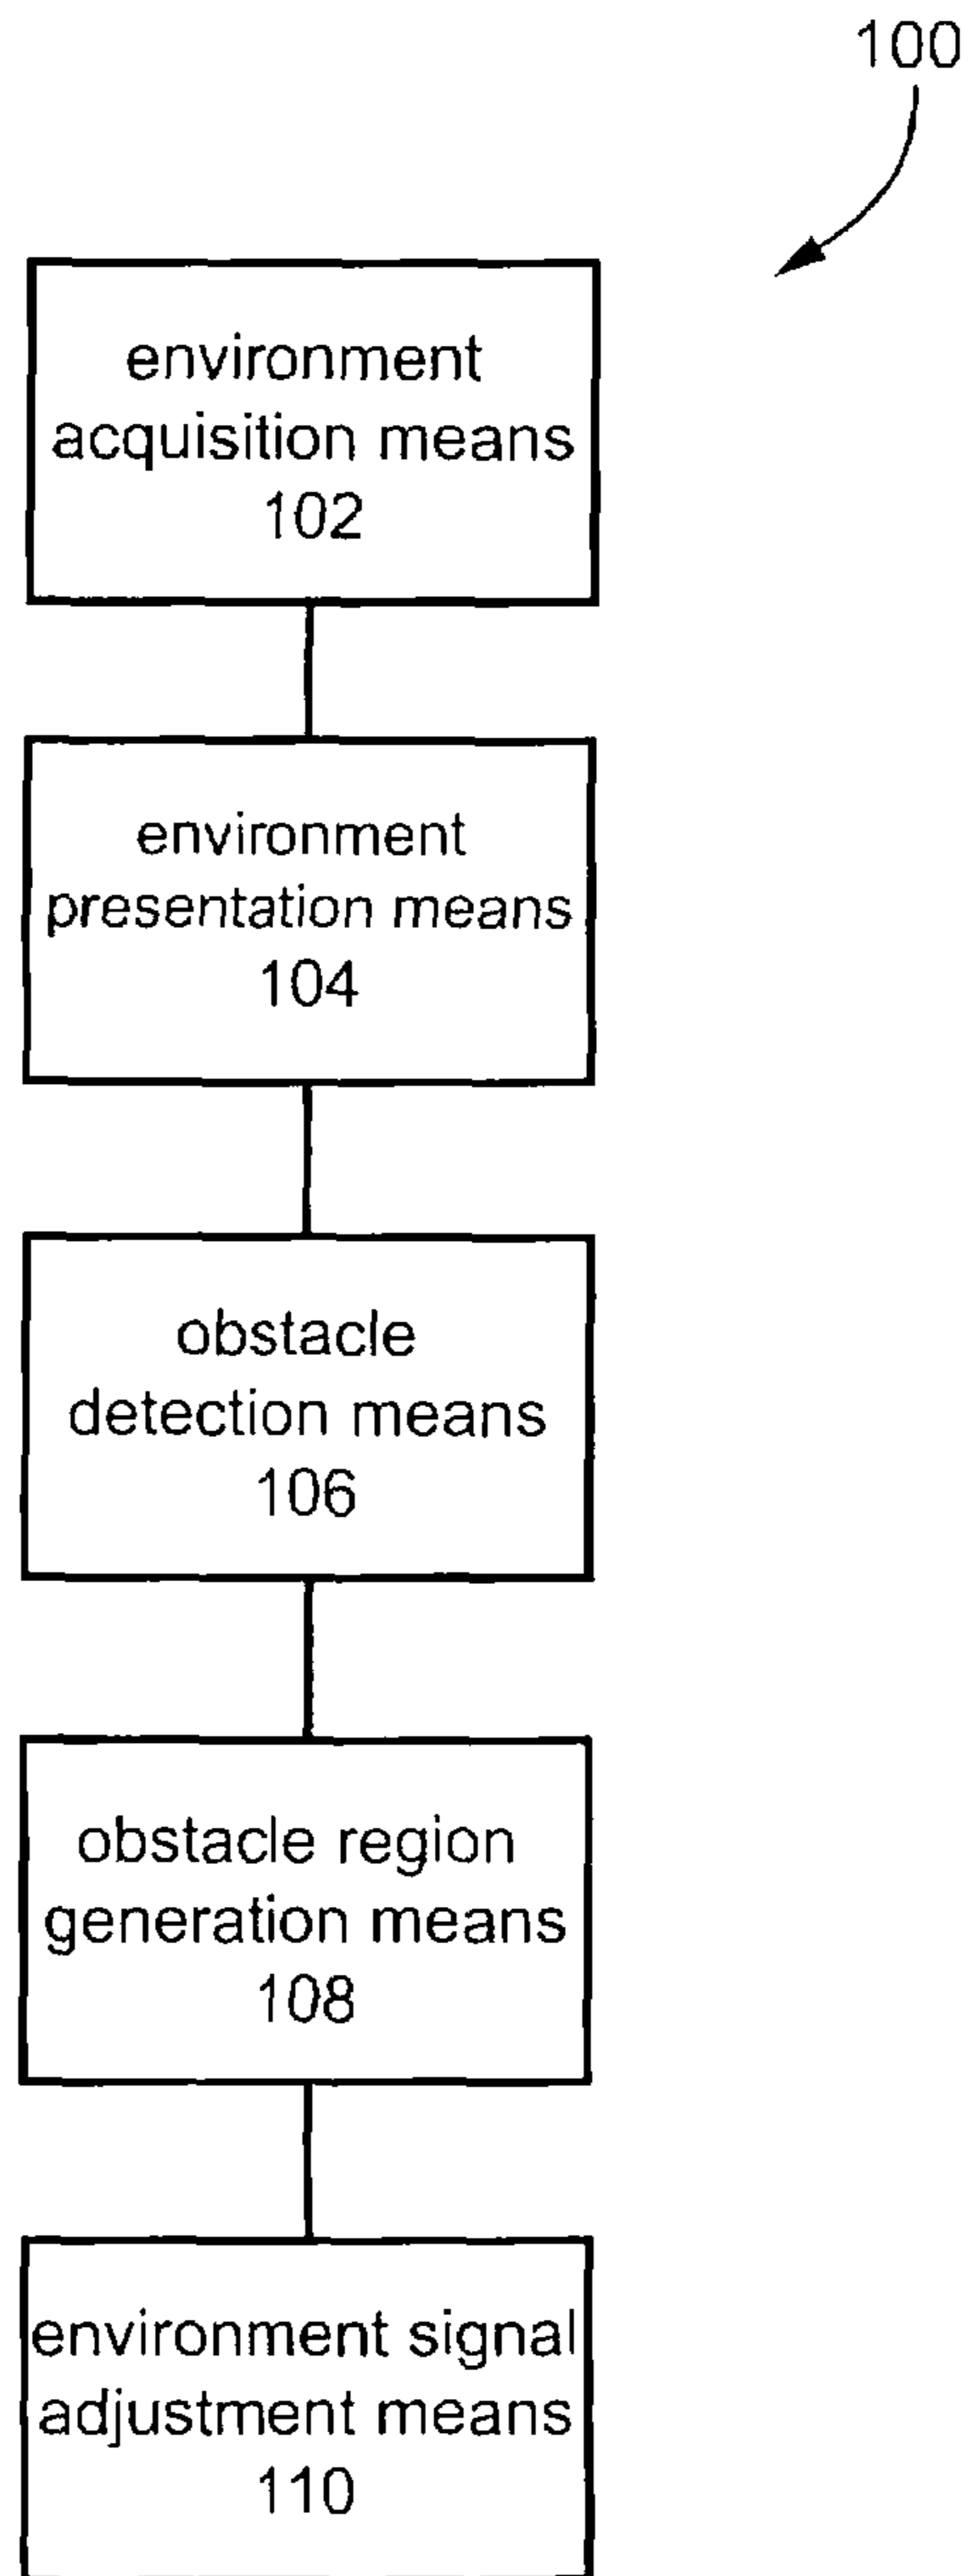 100
environment
acquisition means
102
environment
presentation means
104
obstacle
detection means
106
obstacle region
generation means
108
environment signal
adjustment means
110